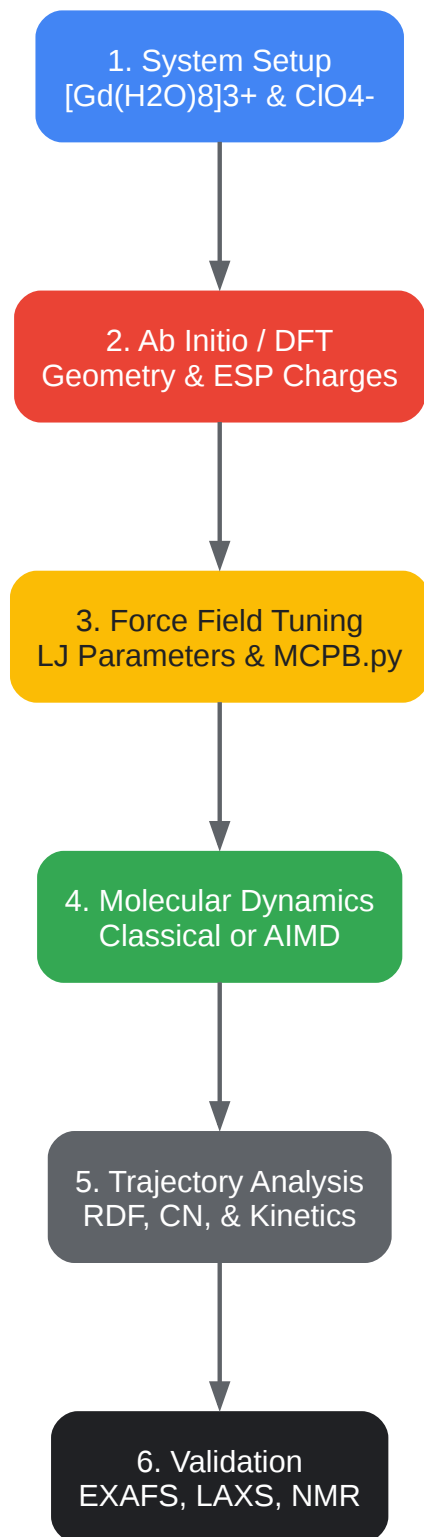 1. System Setup
[Gd(H2O)8]3+ & ClO4-
2. Ab Initio / DFT
Geometry & ESP Charges
3. Force Field Tuning
LJ Parameters & MCPB.py
4. Molecular Dynamics
Classical or AIMD
5. Trajectory Analysis
RDF, CN, & Kinetics
6. Validation
EXAFS, LAXS, NMR